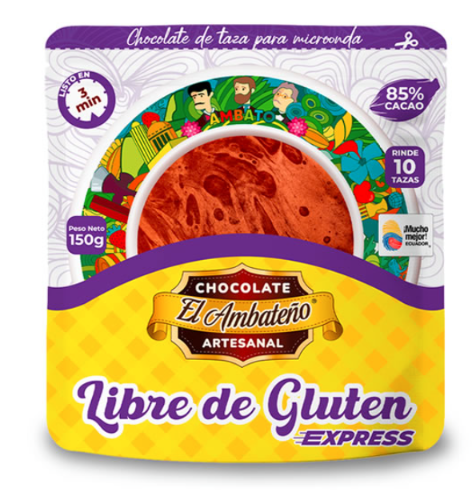 Chocolate de taza para microonda
LISTO EN
3
min
85%
CACAO
AMBATO
RINDE
10
TAZAS
Peso Neto
150g
¡Mucho
mejor!
ECUADOR
CHOCOLATE
El Ambateño®
ARTESANAL
Libre de Gluten
EXPRESS